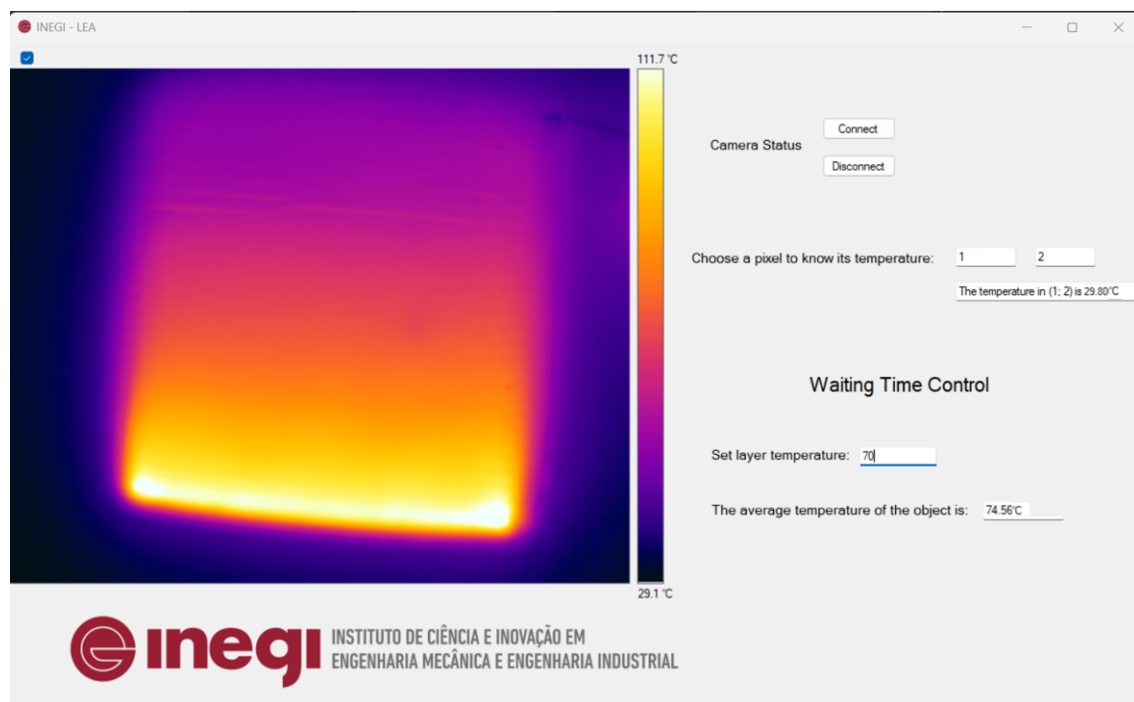 INEGI - LEA
111.7 °C
29.1 °C
Camera Status
Connect
Disconnect
Choose a pixel to know its temperature: 1 2
The temperature in (1; 2) is 29.80°C
Waiting Time Control
Set layer temperature: 70
The average temperature of the object is: 74.56°C
inegi
INSTITUTO DE CIÊNCIA E INOVAÇÃO EM
ENGENHARIA MECÂNICA E ENGENHARIA INDUSTRIAL